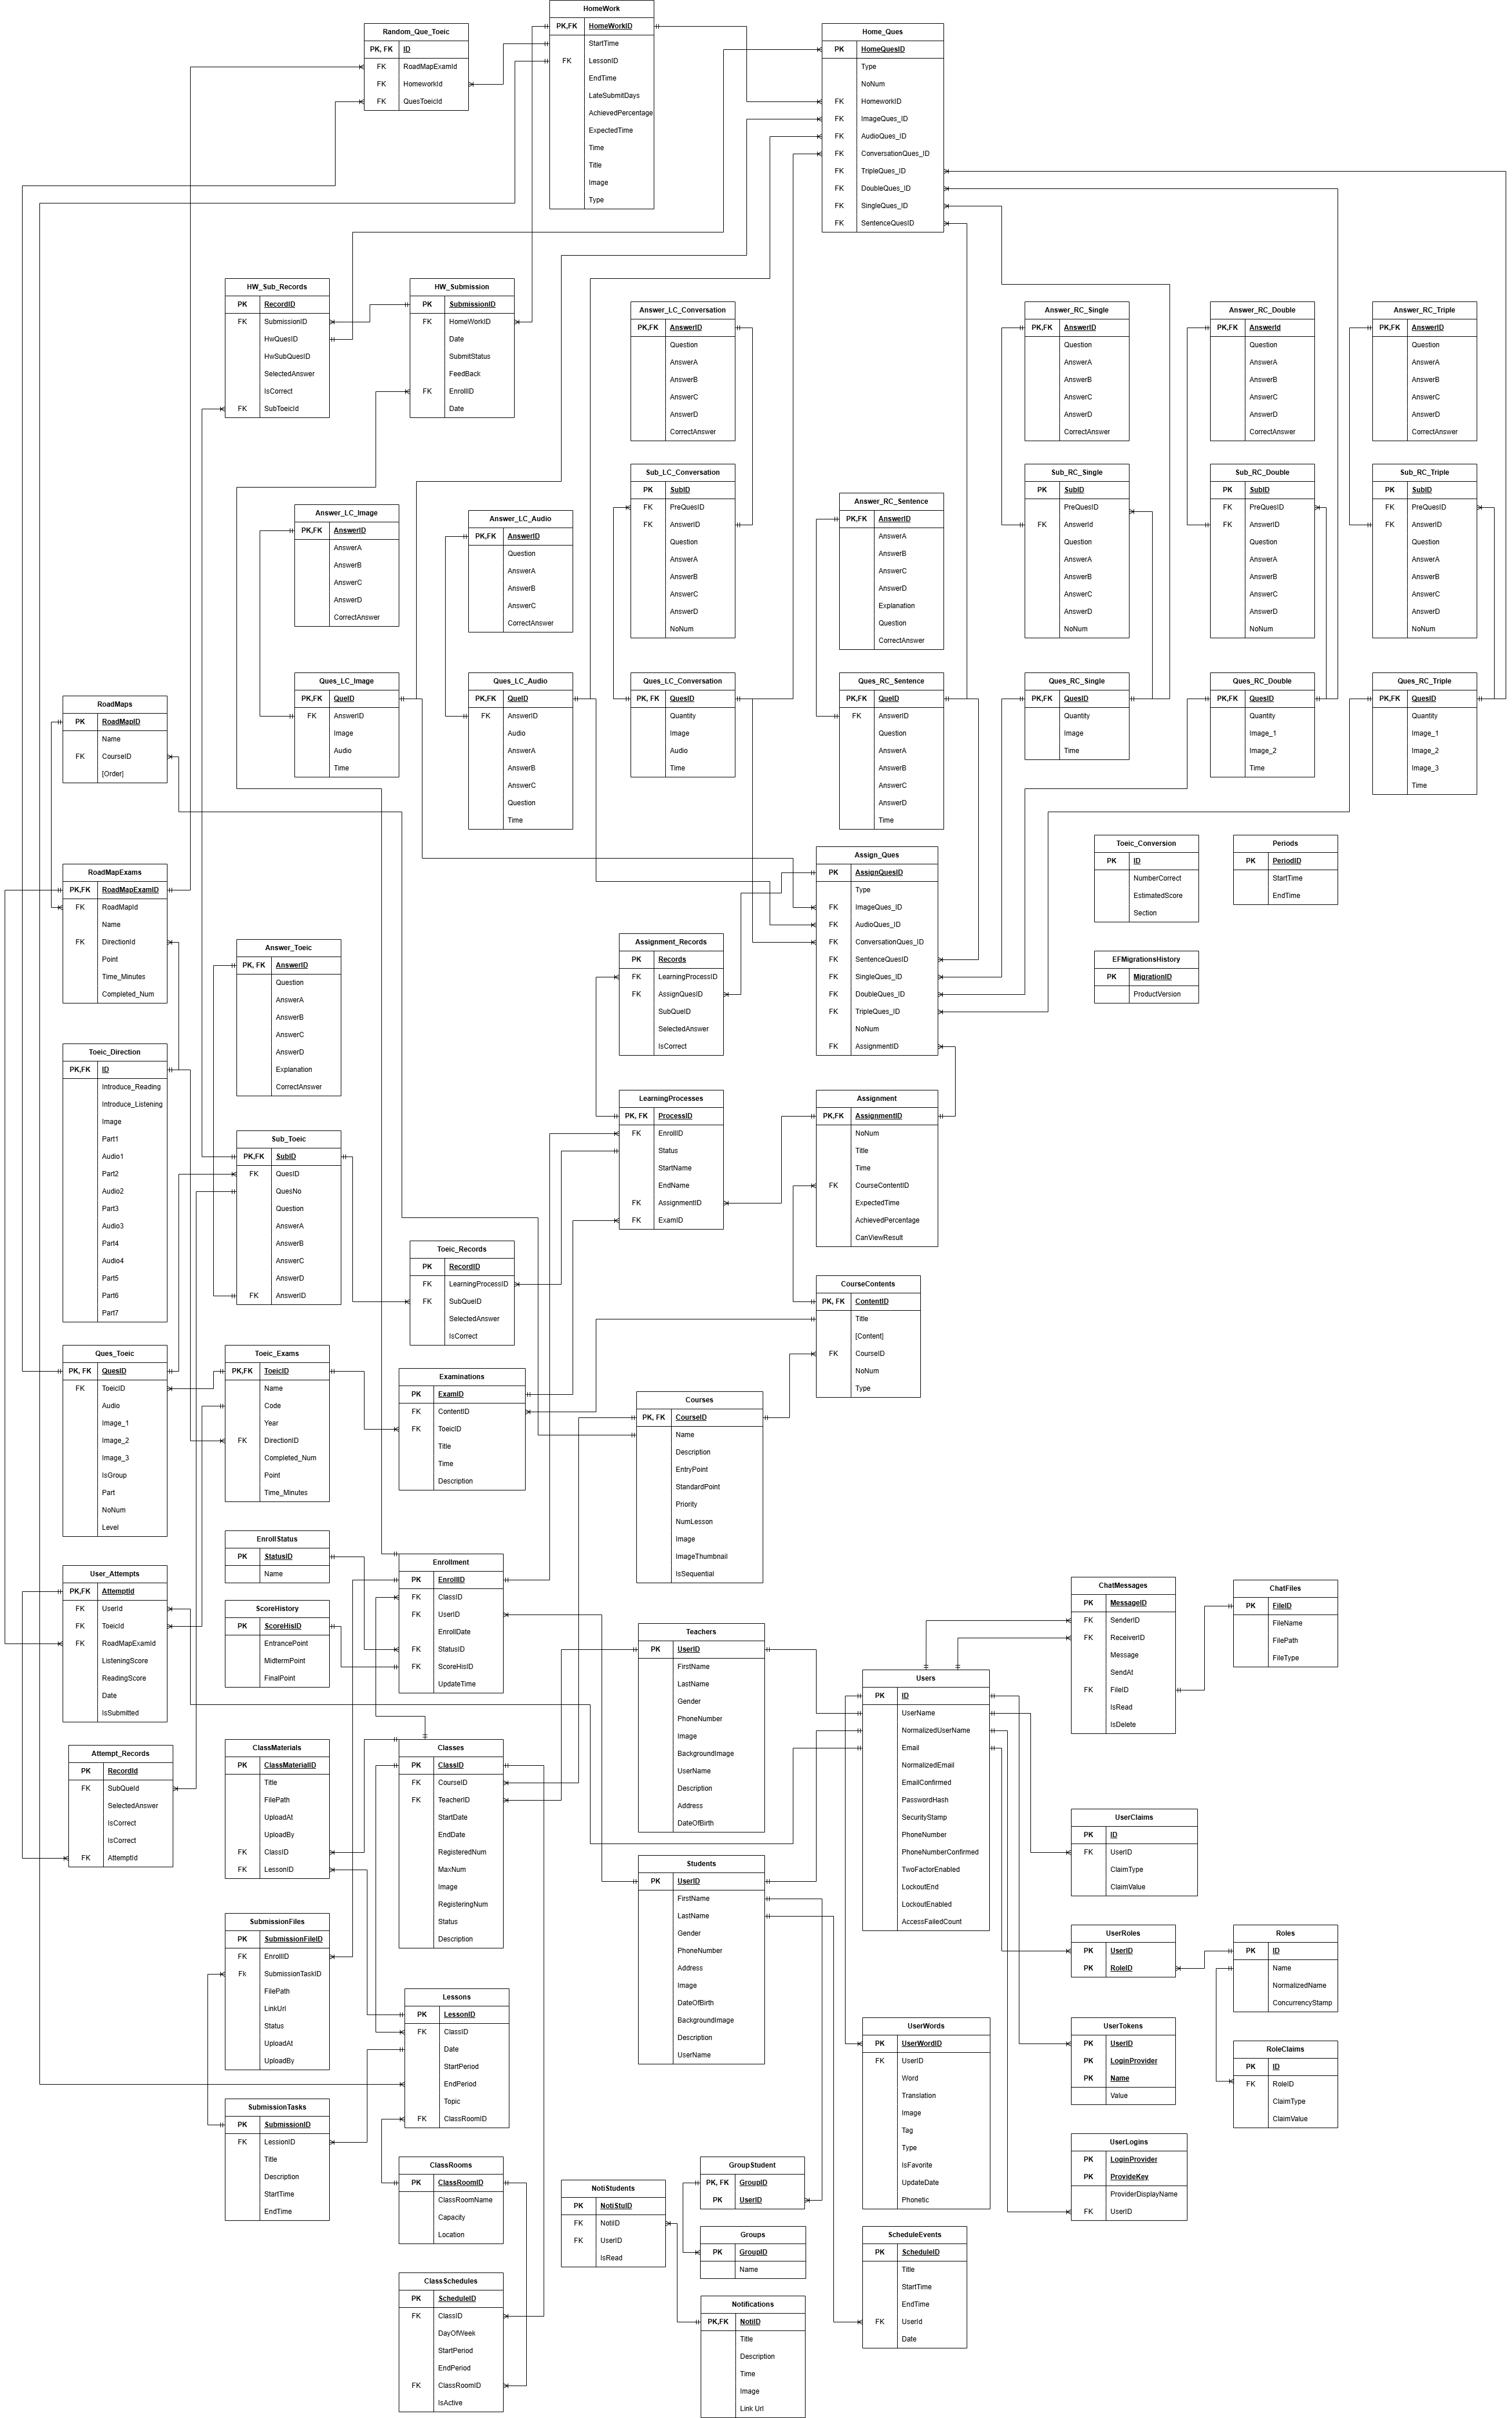 HomeWork
PK,FK HomeWorkID
StartTime
FK LessonID
EndTime
LateSubmitDays
AchievedPercentage
ExpectedTime
Time
Title
Image
Type
Random_Que_Toeic
PK, FK ID
FK RoadMapExamId
FK HomeworkId
FK QuesToeicId
Home_Ques
PK HomeQuesID
Type
NoNum
FK HomeworkID
FK ImageQues_ID
FK AudioQues_ID
FK ConversationQues_ID
FK TripleQues_ID
FK DoubleQues_ID
FK SingleQues_ID
FK SentenceQuesID
HW_Sub_Records
PK RecordID
FK SubmissionID
FK HwQuesID
HwSubQuesID
SelectedAnswer
IsCorrect
FK SubToeicId
HW_Submission
PK SubmissionID
FK HomeWorkID
Date
SubmitStatus
FeedBack
FK EnrollID
Date
Answer_LC_Conversation
PK,FK AnswerID
Question
AnswerA
AnswerB
AnswerC
AnswerD
CorrectAnswer
Answer_RC_Single
PK,FK AnswerID
Question
AnswerA
AnswerB
AnswerC
AnswerD
CorrectAnswer
Answer_RC_Double
PK,FK AnswerId
Question
AnswerA
AnswerB
AnswerC
AnswerD
CorrectAnswer
Answer_RC_Triple
PK,FK AnswerID
Question
AnswerA
AnswerB
AnswerC
AnswerD
CorrectAnswer
Sub_LC_Conversation
PK SubID
FK PreQuesID
FK AnswerID
Question
AnswerA
AnswerB
AnswerC
AnswerD
NoNum
Sub_RC_Single
PK SubID
PreQuesID
FK AnswerId
Question
AnswerA
AnswerB
AnswerC
AnswerD
NoNum
Sub_RC_Double
PK SubID
FK PreQuesID
FK AnswerID
Question
AnswerA
AnswerB
AnswerC
AnswerD
NoNum
Sub_RC_Triple
PK SubID
FK PreQuesID
FK AnswerID
Question
AnswerA
AnswerB
AnswerC
AnswerD
NoNum
Answer_LC_Image
PK,FK AnswerID
AnswerA
AnswerB
AnswerC
AnswerD
CorrectAnswer
Answer_LC_Audio
PK,FK AnswerID
Question
AnswerA
AnswerB
AnswerC
CorrectAnswer
Answer_RC_Sentence
PK,FK AnswerID
AnswerA
AnswerB
AnswerC
AnswerD
Explanation
Question
CorrectAnswer
Ques_LC_Image
PK,FK QueID
FK AnswerID
Image
Audio
Time
Ques_LC_Audio
PK,FK QueID
FK AnswerID
Audio
AnswerA
AnswerB
AnswerC
Question
Time
Ques_LC_Conversation
PK, FK QuesID
Quantity
Image
Audio
Time
Ques_RC_Sentence
PK,FK QueID
FK AnswerID
Question
AnswerA
AnswerB
AnswerC
AnswerD
Time
Ques_RC_Single
PK,FK QuesID
Quantity
Image
Time
Ques_RC_Double
PK,FK QuesID
Quantity
Image_1
Image_2
Time
Ques_RC_Triple
PK,FK QuesID
Quantity
Image_1
Image_2
Image_3
Time
RoadMaps
PK RoadMapID
Name
FK CourseID
[Order]
RoadMapExams
PK,FK RoadMapExamID
FK RoadMapId
Name
FK DirectionId
Point
Time_Minutes
Completed_Num
Assign_Ques
PK AssignQuesID
Type
FK ImageQues_ID
FK AudioQues_ID
FK ConversationQues_ID
FK SentenceQuesID
FK SingleQues_ID
FK DoubleQues_ID
FK TripleQues_ID
NoNum
FK AssignmentID
Toeic_Conversion
PK ID
NumberCorrect
EstimatedScore
Section
Periods
PK PeriodID
StartTime
EndTime
EFMigrationsHistory
PK MigrationID
ProductVersion
Answer_Toeic
PK, FK AnswerID
Question
AnswerA
AnswerB
AnswerC
AnswerD
Explanation
CorrectAnswer
Assignment_Records
PK Records
FK LearningProcessID
FK AssignQuesID
SubQueID
SelectedAnswer
IsCorrect
Toeic_Direction
PK,FK ID
Introduce_Reading
Introduce_Listening
Image
Part1
Audio1
Part2
Audio2
Part3
Audio3
Part4
Audio4
Part5
Part6
Part7
LearningProcesses
PK, FK ProcessID
FK EnrollID
Status
StartName
EndName
FK AssignmentID
FK ExamID
Assignment
PK,FK AssignmentID
NoNum
Title
Time
FK CourseContentID
ExpectedTime
AchievedPercentage
CanViewResult
Sub_Toeic
PK,FK SubID
FK QuesID
QuesNo
Question
AnswerA
AnswerB
AnswerC
AnswerD
FK AnswerID
Toeic_Records
PK RecordID
FK LearningProcessID
FK SubQueID
SelectedAnswer
IsCorrect
CourseContents
PK, FK ContentID
Title
[Content]
FK CourseID
NoNum
Type
Ques_Toeic
PK, FK QuesID
FK ToeicID
Audio
Image_1
Image_2
Image_3
IsGroup
Part
NoNum
Level
Toeic_Exams
PK,FK ToeicID
Name
Code
Year
FK DirectionID
Completed_Num
Point
Time_Minutes
Examinations
PK ExamID
FK ContentID
FK ToeicID
Title
Time
Description
Courses
PK, FK CourseID
Name
Description
EntryPoint
StandardPoint
Priority
NumLesson
Image
ImageThumbnail
IsSequential
EnrollStatus
PK StatusID
Name
Enrollment
PK EnrollID
FK ClassID
FK UserID
EnrollDate
FK StatusID
FK ScoreHisID
UpdateTime
User_Attempts
PK,FK AttemptId
FK UserId
FK ToeicId
FK RoadMapExamId
ListeningScore
ReadingScore
Date
IsSubmitted
ScoreHistory
PK ScoreHisID
EntrancePoint
MidtermPoint
FinalPoint
Teachers
PK UserID
FirstName
LastName
Gender
PhoneNumber
Image
BackgroundImage
UserName
Description
Address
DateOfBirth
ChatMessages
PK MessageID
FK SenderID
FK ReceiverID
Message
SendAt
FK FileID
IsRead
IsDelete
ChatFiles
PK FileID
FileName
FilePath
FileType
Users
PK ID
UserName
NormalizedUserName
Email
NormalizedEmail
EmailConfirmed
PasswordHash
SecurityStamp
PhoneNumber
PhoneNumberConfirmed
TwoFactorEnabled
LockoutEnd
LockoutEnabled
AccessFailedCount
Attempt_Records
PK RecordId
FK SubQueId
SelectedAnswer
IsCorrect
IsCorrect
FK AttemptId
ClassMaterials
PK ClassMaterialID
Title
FilePath
UploadAt
UploadBy
FK ClassID
FK LessonID
Classes
PK ClassID
FK CourseID
FK TeacherID
StartDate
EndDate
RegisteredNum
MaxNum
Image
RegisteringNum
Status
Description
UserClaims
PK ID
FK UserID
ClaimType
ClaimValue
Students
PK UserID
FirstName
LastName
Gender
PhoneNumber
Address
Image
DateOfBirth
BackgroundImage
Description
UserName
SubmissionFiles
PK SubmissionFileID
FK EnrollID
Fk SubmissionTaskID
FilePath
LinkUrl
Status
UploadAt
UploadBy
UserRoles
PK UserID
PK RoleID
Roles
PK ID
Name
NormalizedName
ConcurrencyStamp
Lessons
PK LessonID
FK ClassID
Date
StartPeriod
EndPeriod
Topic
FK ClassRoomID
UserWords
PK UserWordID
FK UserID
Word
Translation
Image
Tag
Type
IsFavorite
UpdateDate
Phonetic
UserTokens
PK UserID
PK LoginProvider
PK Name
Value
RoleClaims
PK ID
FK RoleID
ClaimType
ClaimValue
SubmissionTasks
PK SubmissionID
FK LessionID
Title
Description
StartTime
EndTime
UserLogins
PK LoginProvider
PK ProvideKey
ProviderDisplayName
FK UserID
ClassRooms
PK ClassRoomID
ClassRoomName
Capacity
Location
NotiStudents
PK NotiStuID
FK NotiID
FK UserID
IsRead
GroupStudent
PK, FK GroupID
PK UserID
Groups
PK GroupID
Name
ScheduleEvents
PK ScheduleID
Title
StartTime
EndTime
FK UserId
Date
ClassSchedules
PK ScheduleID
FK ClassID
DayOfWeek
StartPeriod
EndPeriod
FK ClassRoomID
IsActive
Notifications
PK,FK NotiID
Title
Description
Time
Image
Link Url